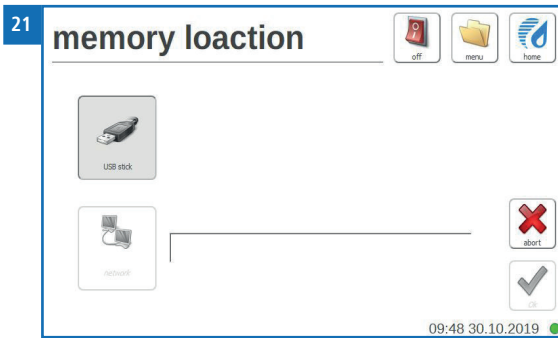 21
memory loaction
off
menu
home
USB stick
abort
network
Ok
09:48 30.10.2019